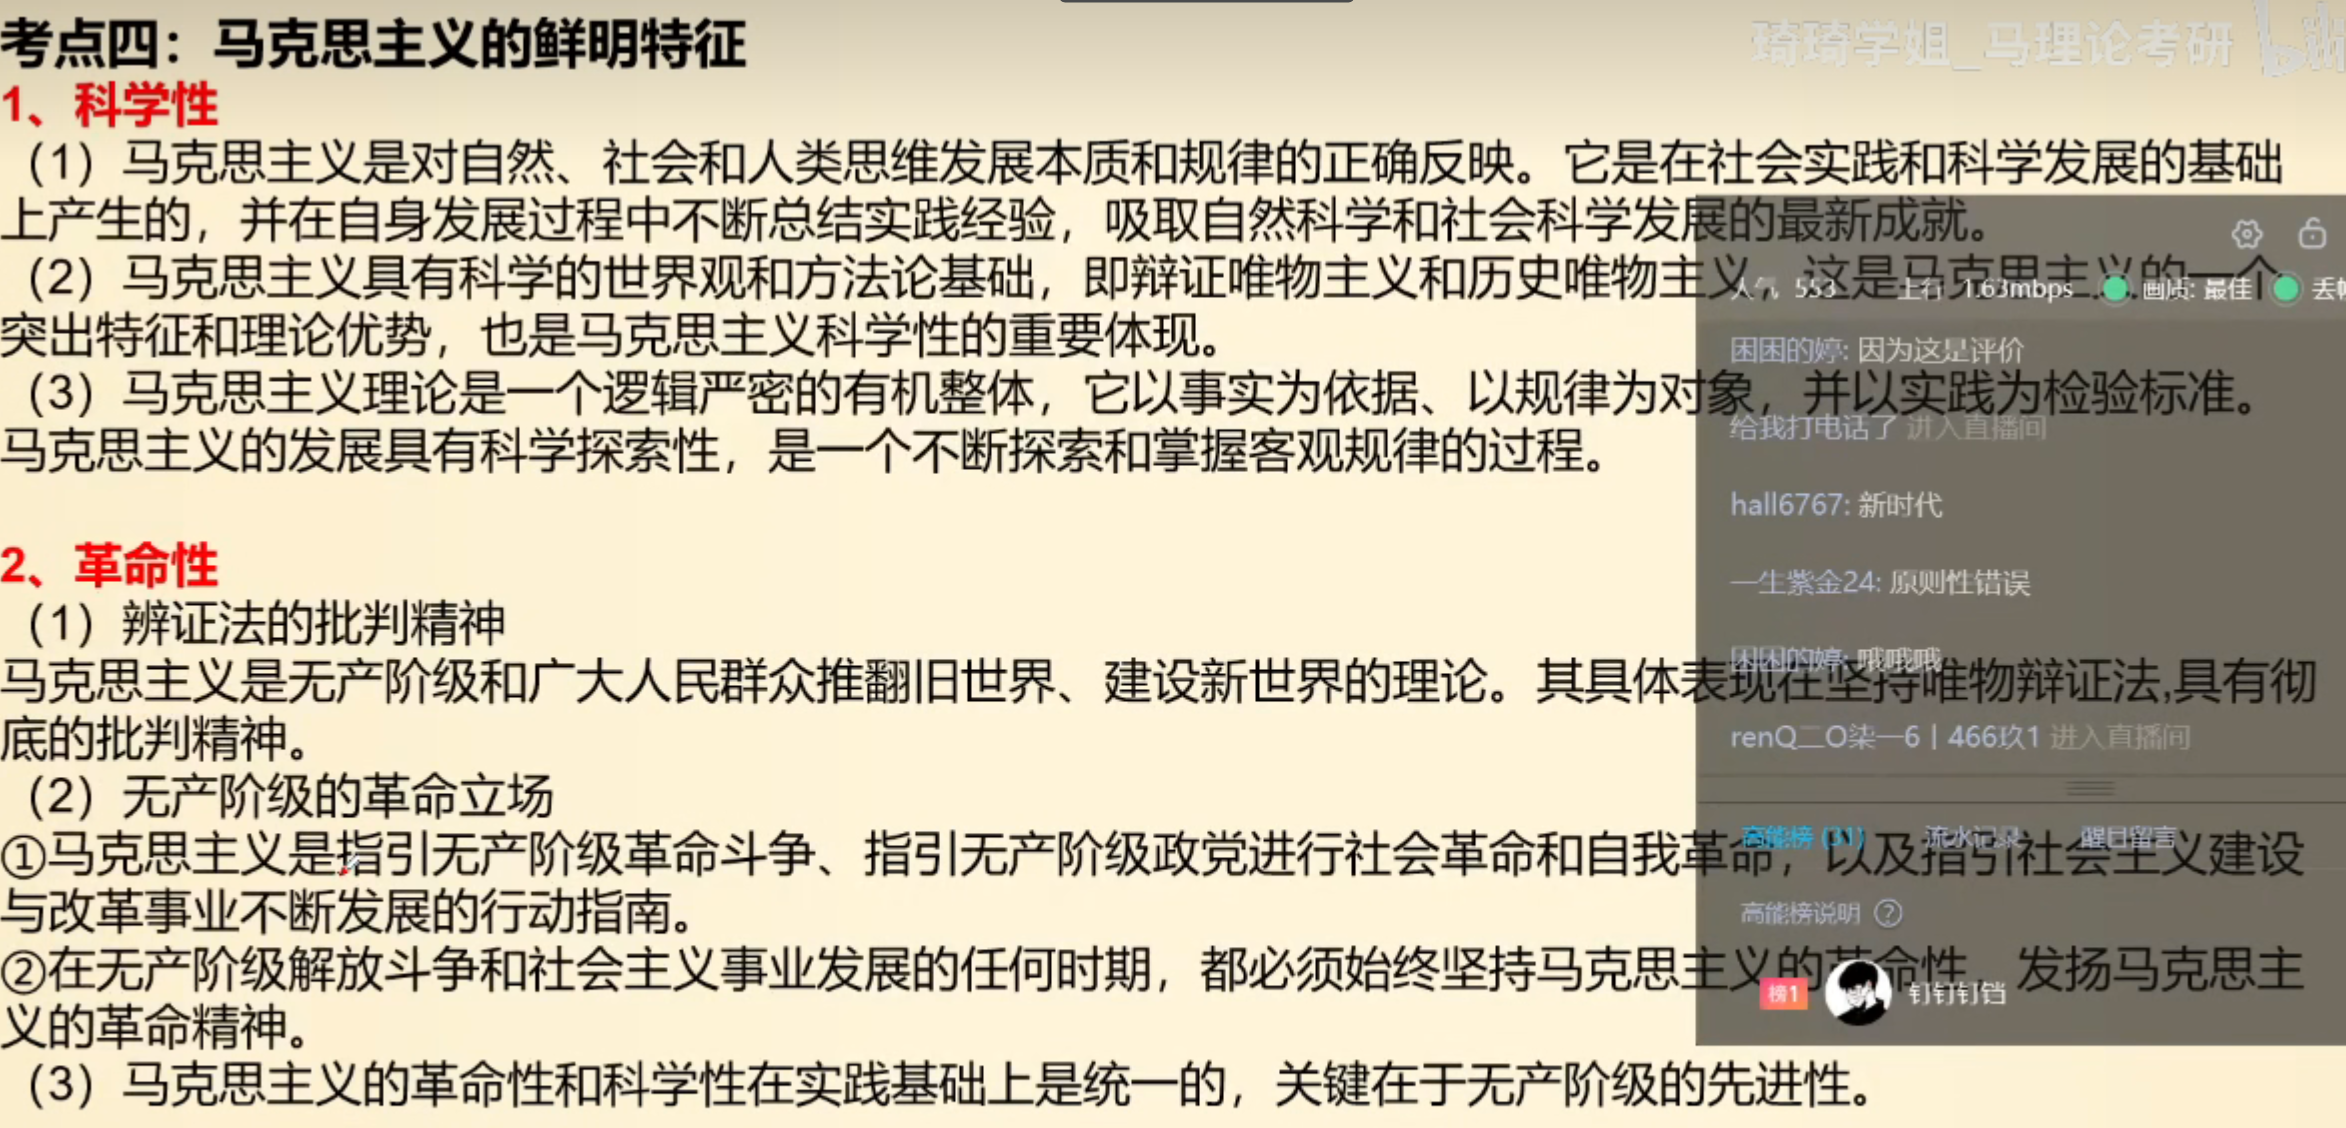 考点四：马克思主义的鲜明特征
琦琦学姐_马理论考研
1、科学性
（1）马克思主义是对自然、社会和人类思维发展本质和规律的正确反映。它是在社会实践和科学发展的基础
上产生的，并在自身发展过程中不断总结实践经验，吸取自然科学和社会科学发展的最新成就。
（2）马克思主义具有科学的世界观和方法论基础，即辩证唯物主义和历史唯物主义，这是马克思主义的一个
突出特征和理论优势，也是马克思主义科学性的重要体现。
（3）马克思主义理论是一个逻辑严密的有机整体，它以事实为依据、以规律为对象，并以实践为检验标准。
马克思主义的发展具有科学探索性，是一个不断探索和掌握客观规律的过程。
2、革命性
（1）辨证法的批判精神
马克思主义是无产阶级和广大人民群众推翻旧世界、建设新世界的理论。其具体表现在坚持唯物辩证法,具有彻
底的批判精神。
（2）无产阶级的革命立场
①马克思主义是指引无产阶级革命斗争、指引无产阶级政党进行社会革命和自我革命，以及指引社会主义建设
与改革事业不断发展的行动指南。
②在无产阶级解放斗争和社会主义事业发展的任何时期，都必须始终坚持马克思主义的革命性，发扬马克思主
义的革命精神。
（3）马克思主义的革命性和科学性在实践基础上是统一的，关键在于无产阶级的先进性。
人气 553 上行 1.63mbps 画质: 最佳 丢帧
困困的婷: 因为这是评价
给我打电话了 进入直播间
hall6767: 新时代
一生紫金24: 原则性错误
困困的婷: 哦哦哦
renQ二O柒一6 | 466玖1 进入直播间
高能榜 (31) 流水记录 醒目留言
高能榜说明 ?
榜1 钉钉钉铛